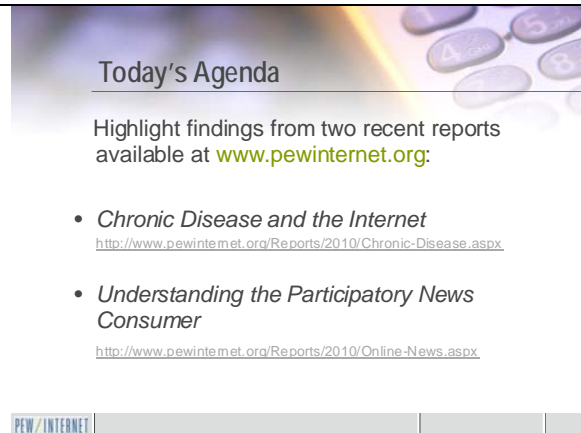 Today's Agenda
Highlight findings from two recent reports
available at www.pewinternet.org:
• Chronic Disease and the Internet
http://www.pewinternet.org/Reports/2010/Chronic-Disease.aspx
• Understanding the Participatory News
Consumer
http://www.pewinternet.org/Reports/2010/Online-News.aspx
PEW/INTERNET